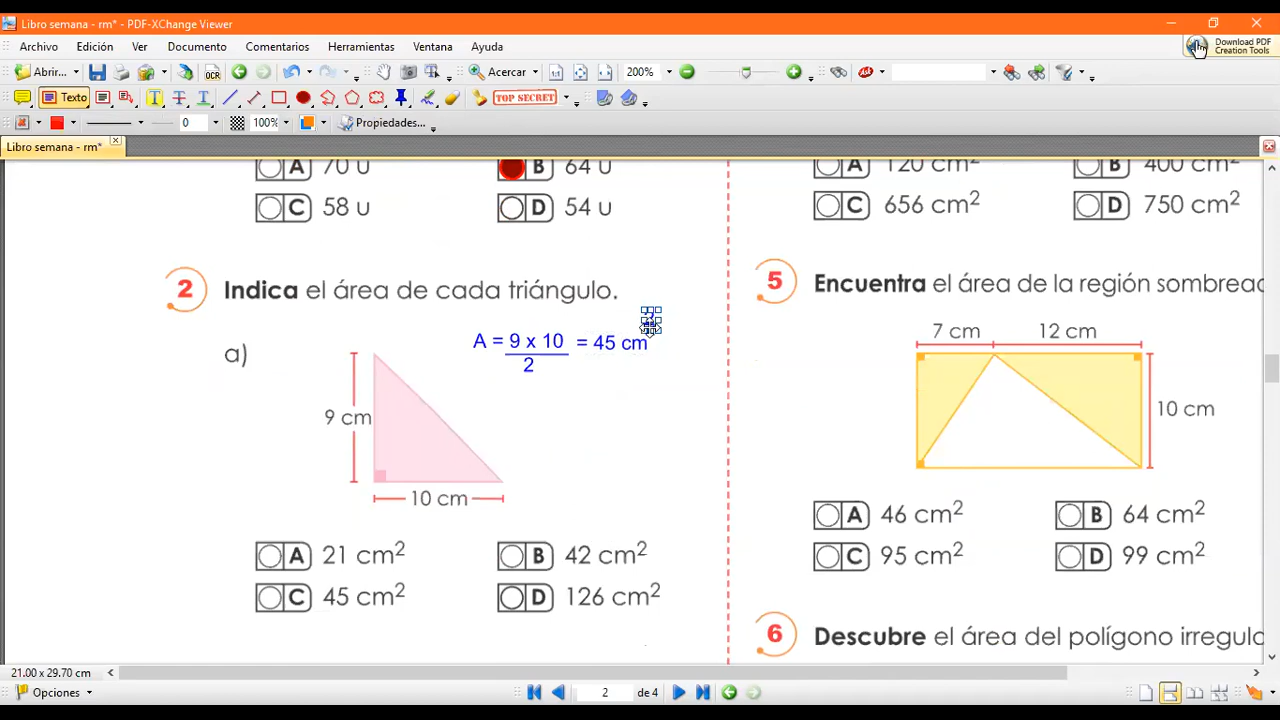 Libro semana - rm* - PDF-XChange Viewer
Archivo Edición Ver Documento Comentarios Herramientas Ventana Ayuda
Download PDF
Creation Tools
Abrir... OCR Acercar 200%
Texto TOP SECRET
0 100% Propiedades...
Libro semana - rm*
A 70 u B 64 u
C 58 u D 54 u
2 Indica el área de cada triángulo.
a)
A = 9 x 10 = 45 cm 2
2
9 cm
10 cm
A 21 cm² B 42 cm²
C 45 cm² D 126 cm²
A 120 cm² B 400 cm²
C 656 cm² D 750 cm²
5 Encuentra el área de la región sombread
7 cm 12 cm
10 cm
A 46 cm² B 64 cm²
C 95 cm² D 99 cm²
6 Descubre el área del polígono irregula
21.00 x 29.70 cm
Opciones 2 de 4